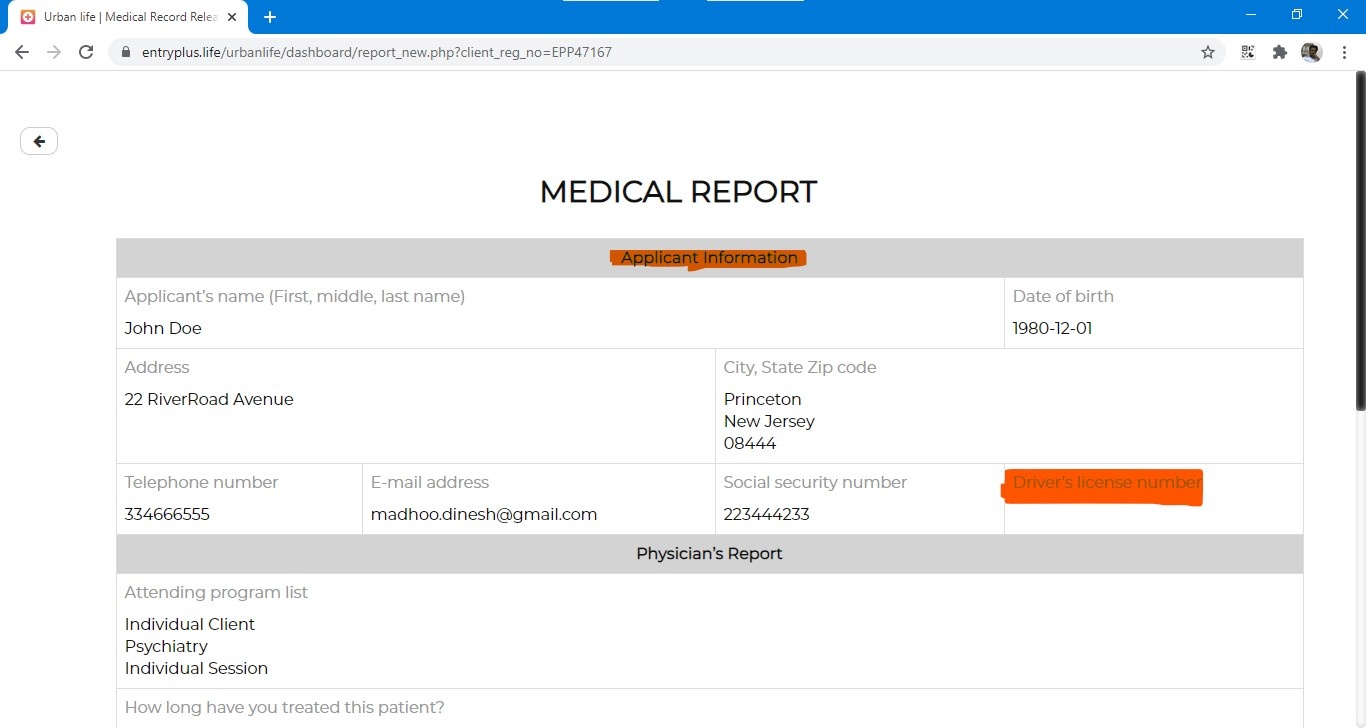 Urban life | Medical Record Relea
entryplus.life/urbanlife/dashboard/report_new.php?client_reg_no=EPP47167
MEDICAL REPORT
Applicant Information
Applicant's name (First, middle, last name)
Date of birth
John Doe
1980-12-01
Address
City, State Zip code
22 RiverRoad Avenue
Princeton
New Jersey
08444
Telephone number
E-mail address
Social security number
Driver's license number
334666555
madhoo.dinesh@gmail.com
223444233
Physician's Report
Attending program list
Individual Client
Psychiatry
Individual Session
How long have you treated this patient?